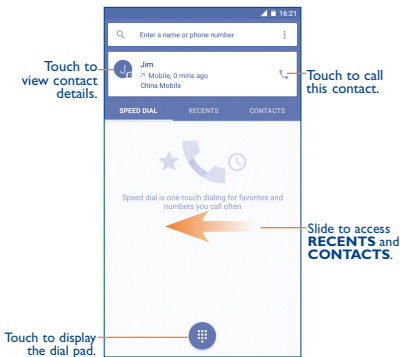 16:21
Enter a name or phone number
Touch to
view contact
details.
J
Jim
Mobile, 0 mins ago
China Mobile
Touch to call
this contact.
SPEED DIAL
RECENTS
CONTACTS
Speed dial is one-touch dialing for favorites and
numbers you call often
Slide to access
RECENTS and
CONTACTS.
Touch to display
the dial pad.